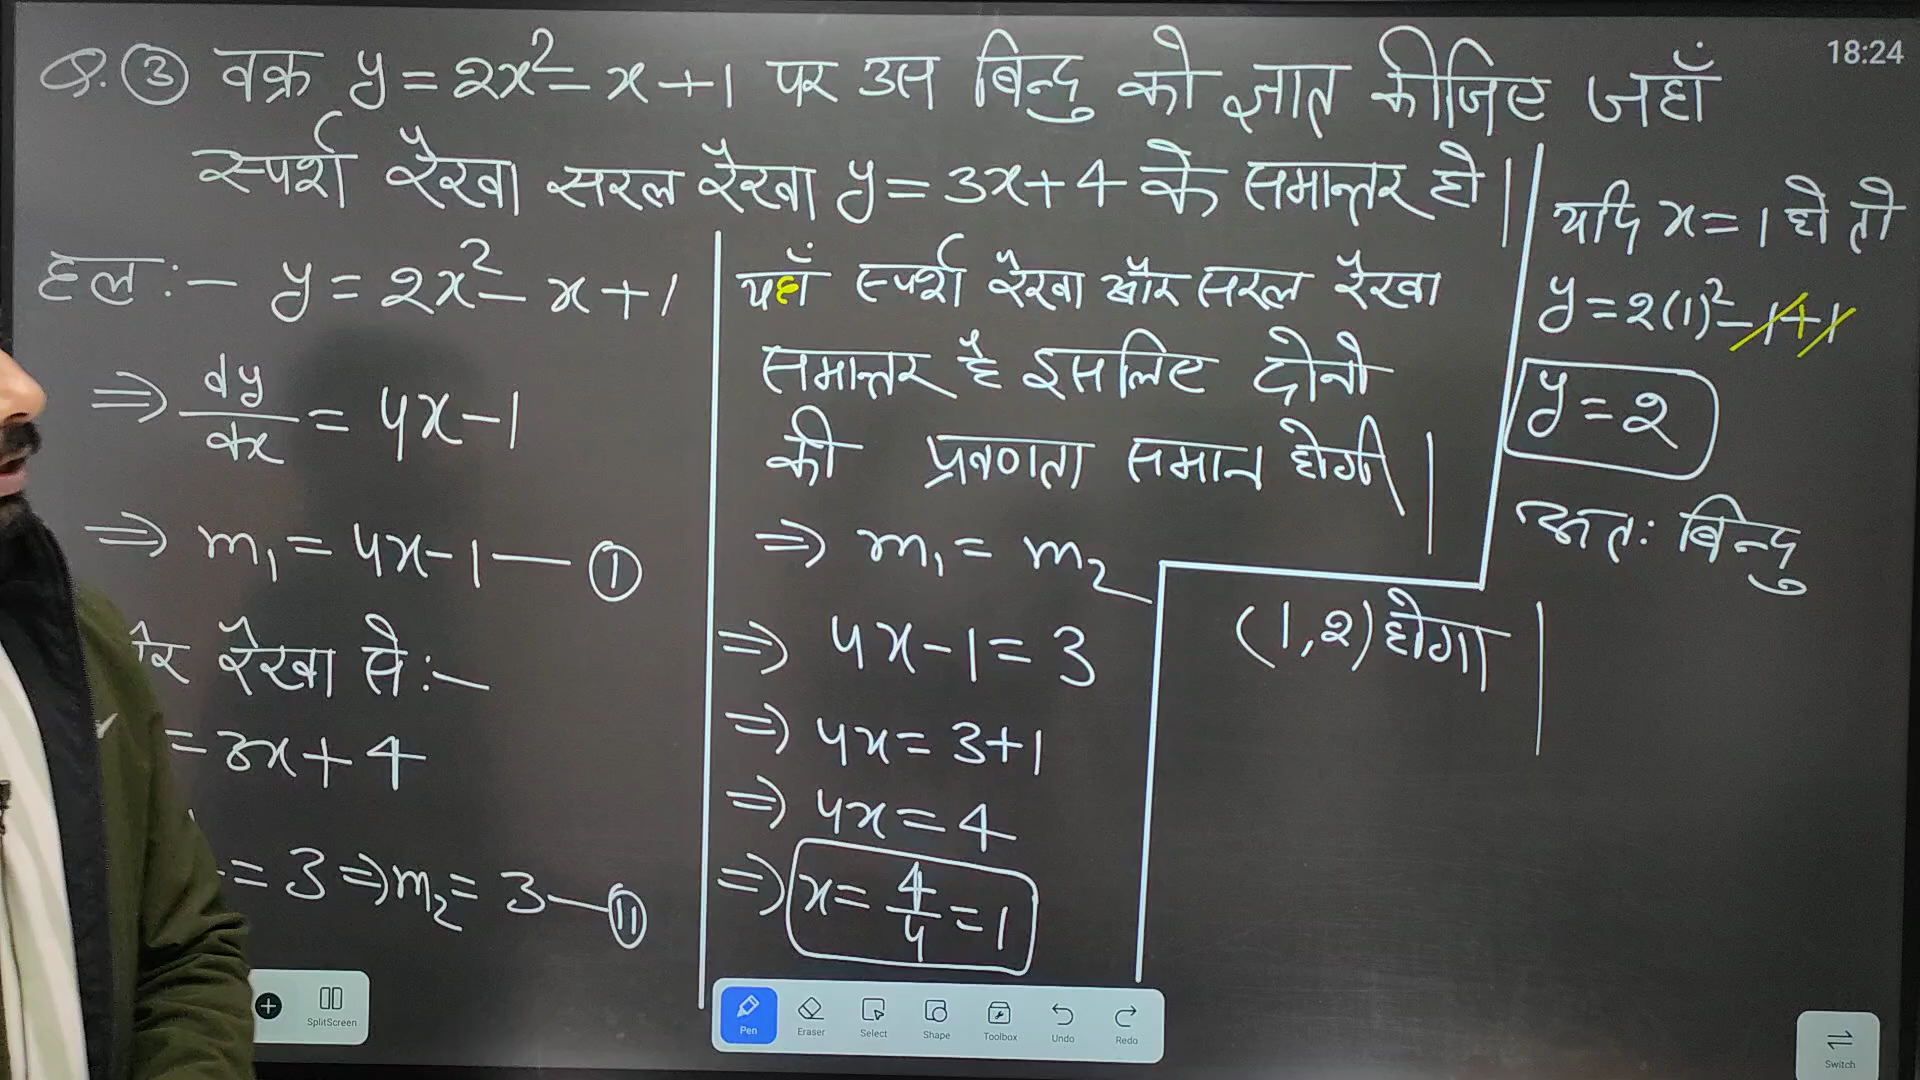 Q. ③ वक्र y = 2x² - x + 1 पर उस बिन्दु को ज्ञात कीजिए जहाँ
स्पर्श रेखा सरल रेखा y = 3x + 4 के समान्तर हो|
हल :- y = 2x² - x + 1
⇒ dy/dx = 4x - 1
⇒ m₁ = 4x - 1 — ①
रेखा से :-
= 3x + 4
= 3 ⇒ m₂ = 3 — ⑪
यहाँ स्पर्श रेखा और सरल रेखा
समान्तर है इसलिए दोनो
की प्रवणता समान होगी|
⇒ m₁ = m₂
⇒ 4x - 1 = 3
⇒ 4x = 3 + 1
⇒ 4x = 4
⇒ x = 4/4 = 1
यदि x = 1 हो तो
y = 2(1)² - 1 + 1
y = 2
अतः बिन्दु
(1, 2) होगा|
18:24
SplitScreen
Pen Eraser Select Shape Toolbox Undo Redo
Switch